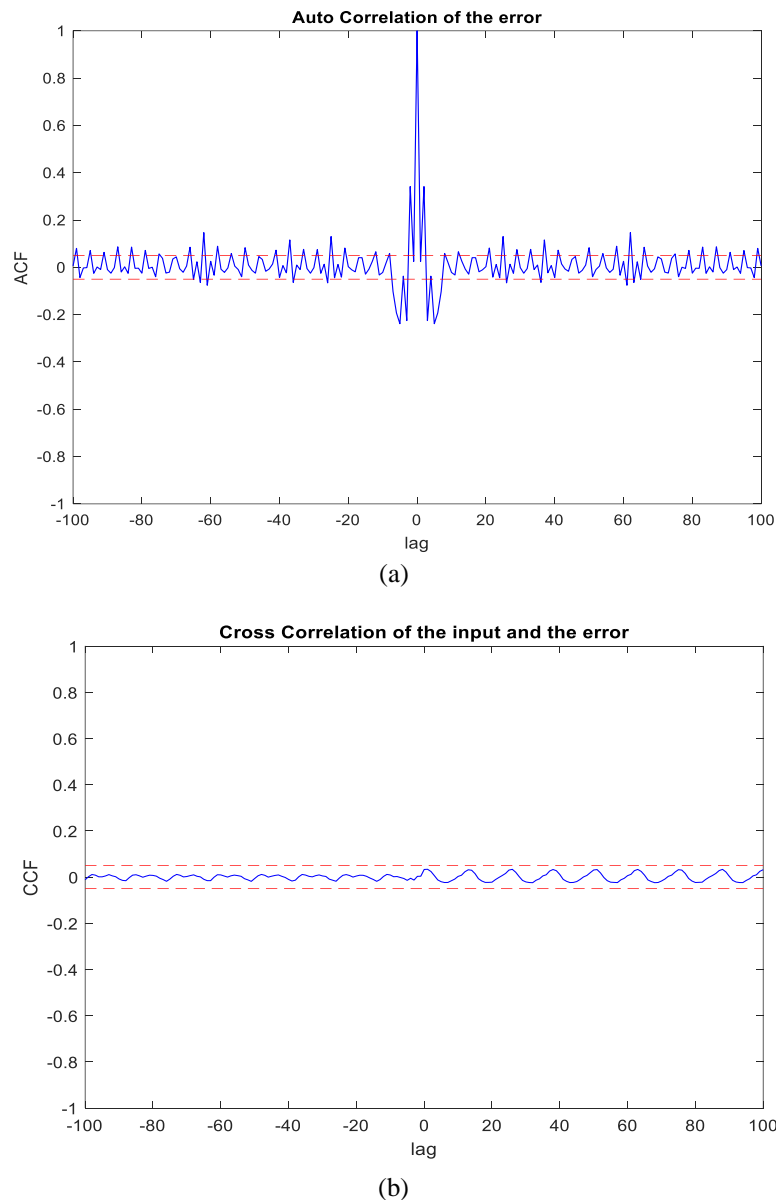 Auto Correlation of the error
1
0.8
0.6
0.4
0.2
0
-0.2
-0.4
-0.6
-0.8
-1
ACF
-100 -80 -60 -40 -20 0 20 40 60 80 100
lag
(a)
Cross Correlation of the input and the error
1
0.8
0.6
0.4
0.2
0
-0.2
-0.4
-0.6
-0.8
-1
CCF
-100 -80 -60 -40 -20 0 20 40 60 80 100
lag
(b)